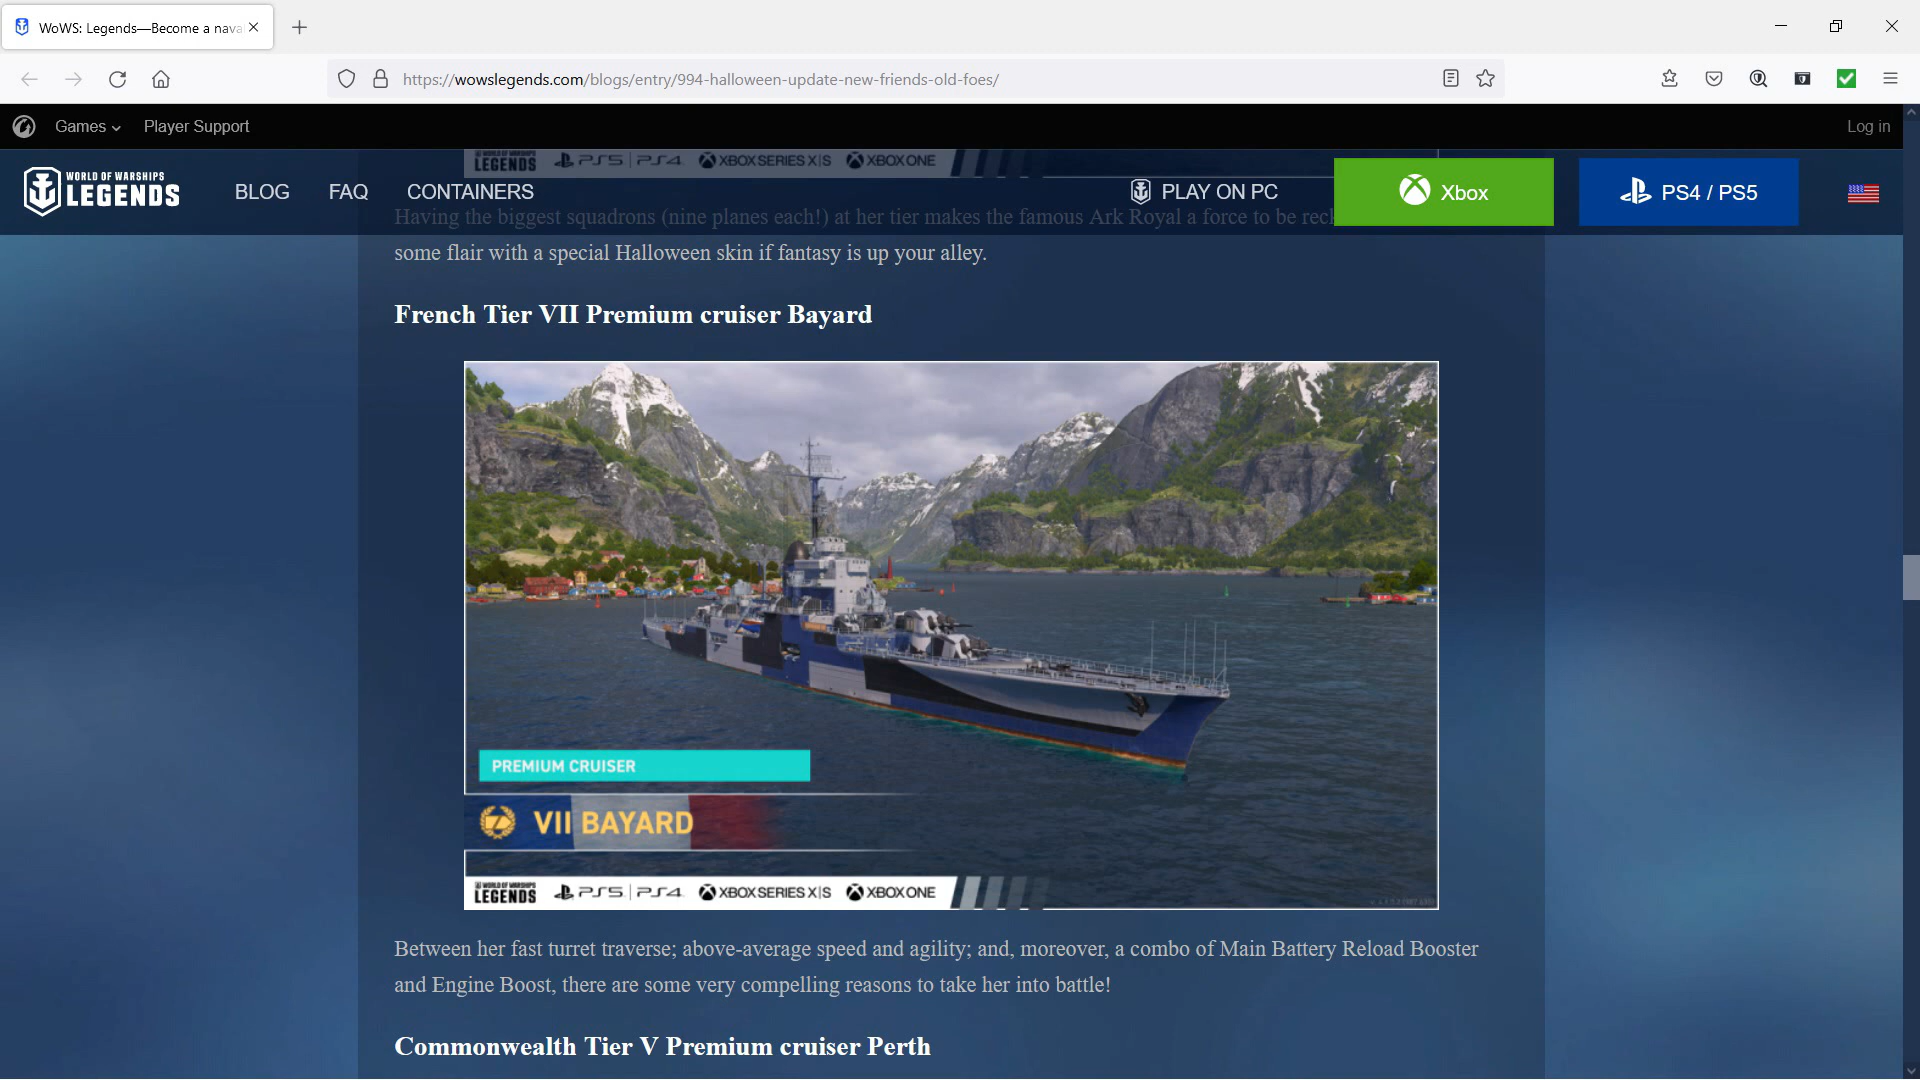 WoWS: Legends—Become a nava
https://wowslegends.com/blogs/entry/994-halloween-update-new-friends-old-foes/
Games
Player Support
Log in
LEGENDS PS5 | PS4 XBOX SERIES X|S XBOX ONE
WORLD OF WARSHIPS
LEGENDS
BLOG
FAQ
CONTAINERS
PLAY ON PC
Xbox
PS4 / PS5
Having the biggest squadrons (nine planes each!) at her tier makes the famous Ark Royal a force to be
some flair with a special Halloween skin if fantasy is up your alley.
French Tier VII Premium cruiser Bayard
PREMIUM CRUISER
VII BAYARD
WORLD OF WARSHIPS
LEGENDS PS5 | PS4 XBOX SERIES X|S XBOX ONE
Between her fast turret traverse; above-average speed and agility; and, moreover, a combo of Main Battery Reload Booster
and Engine Boost, there are some very compelling reasons to take her into battle!
Commonwealth Tier V Premium cruiser Perth